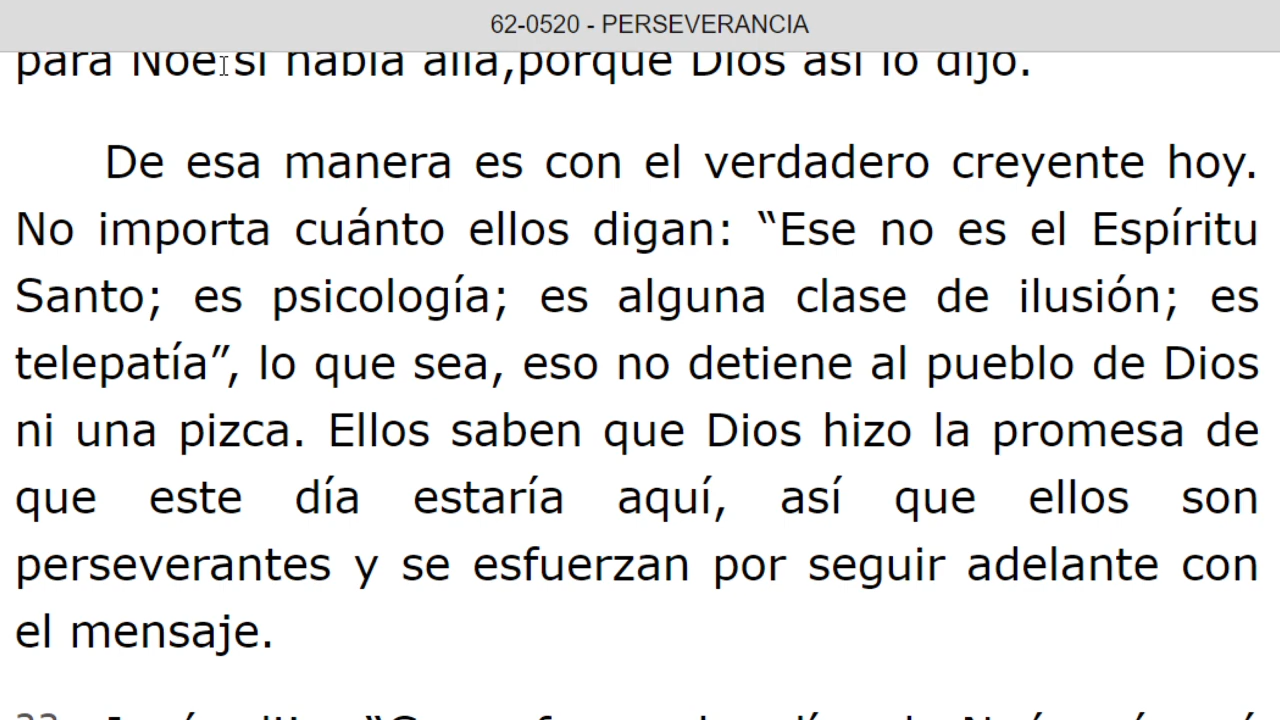 62-0520 - PERSEVERANCIA
para Noé sí había allá,porque Dios así lo dijo.
De esa manera es con el verdadero creyente hoy.
No importa cuánto ellos digan: “Ese no es el Espíritu
Santo; es psicología; es alguna clase de ilusión; es
telepatía”, lo que sea, eso no detiene al pueblo de Dios
ni una pizca. Ellos saben que Dios hizo la promesa de
que este día estaría aquí, así que ellos son
perseverantes y se esfuerzan por seguir adelante con
el mensaje.